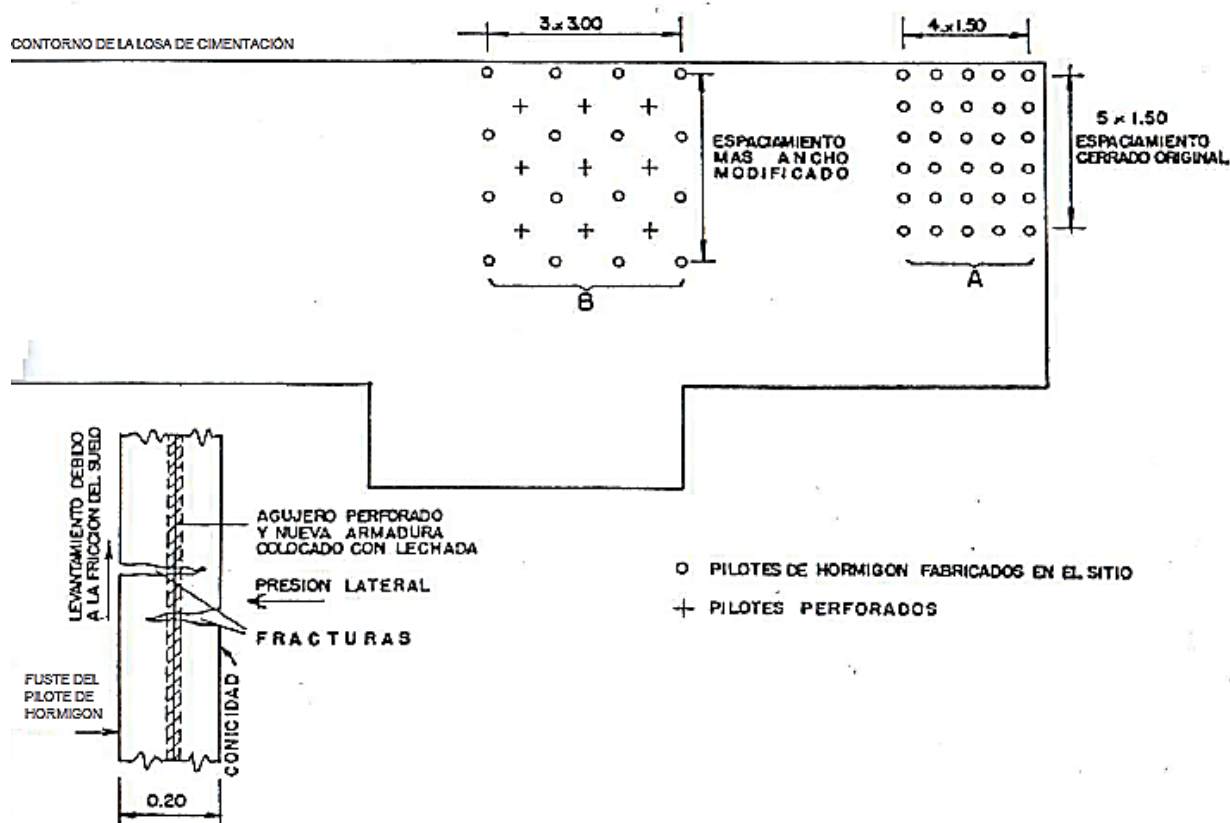 3 x 3.00
4 x 1.50
CONTORNO DE LA LOSA DE CIMENTACIÓN
ESPACIAMIENTO
MAS ANCHO
MODIFICADO
5 x 1.50
ESPACIAMIENTO
CERRADO ORIGINAL
B
A
LEVANTAMIENTO DEBIDO
A LA FRICCION DEL SUELO
AGUJERO PERFORADO
Y NUEVA ARMADURA
COLOCADO CON LECHADA
PRESION LATERAL
FRACTURAS
FUSTE DEL
PILOTE DE
HORMIGON
CONICIDAD
0.20
O PILOTES DE HORMIGON FABRICADOS EN EL SITIO
+ PILOTES PERFORADOS